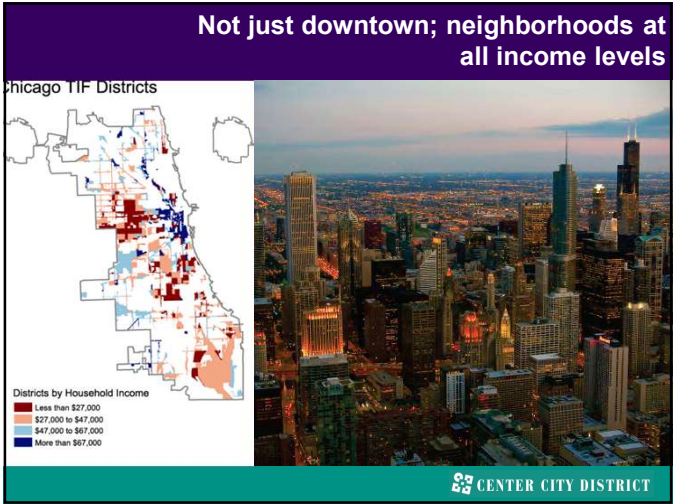 Not just downtown; neighborhoods at
all income levels
Chicago TIF Districts
Districts by Household Income
Less than $27,000
$27,000 to $47,000
$47,000 to $67,000
More than $67,000
CENTER CITY DISTRICT